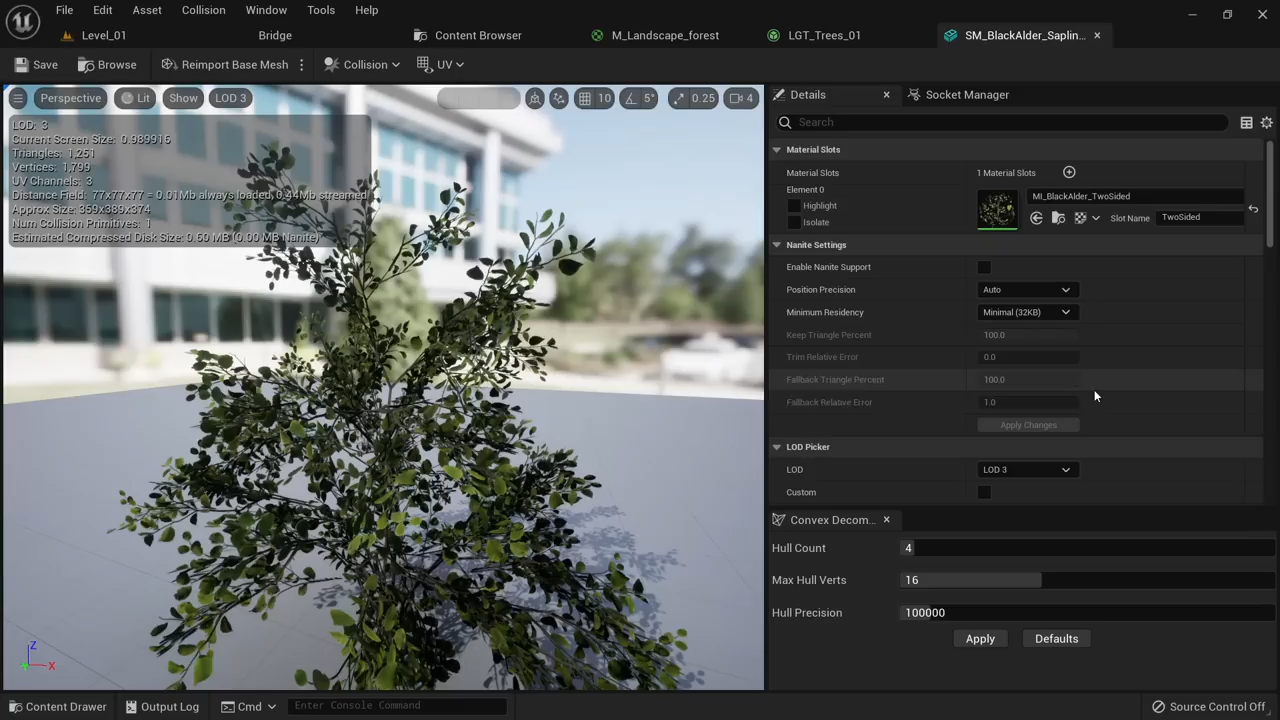 File Edit Asset Collision Window Tools Help
Level_01 Bridge Content Browser M_Landscape_forest LGT_Trees_01 SM_BlackAlder_Saplin...
Save Browse Reimport Base Mesh Collision UV
Perspective Lit Show LOD 3 10 5° 0.25 4
LOD: 3
Current Screen Size: 0.989916
Triangles: 1,251
Vertices: 1,799
UV Channels: 3
Distance Field: 77x77x77 = 0.01Mb always loaded, 0.44Mb streamed
Approx Size: 359x389x374
Num Collision Primitives: 1
Estimated Compressed Disk Size: 0.60 MB (0.00 MB Nanite)
Z
X
Details Socket Manager
Search
Material Slots
Material Slots 1 Material Slots
Element 0
Highlight
Isolate
MI_BlackAlder_TwoSided
Slot Name TwoSided
Nanite Settings
Enable Nanite Support
Position Precision Auto
Minimum Residency Minimal (32KB)
Keep Triangle Percent 100.0
Trim Relative Error 0.0
Fallback Triangle Percent 100.0
Fallback Relative Error 1.0
Apply Changes
LOD Picker
LOD LOD 3
Custom
Convex Decom...
Hull Count 4
Max Hull Verts 16
Hull Precision 100000
Apply Defaults
Content Drawer Output Log Cmd Enter Console Command Source Control Off